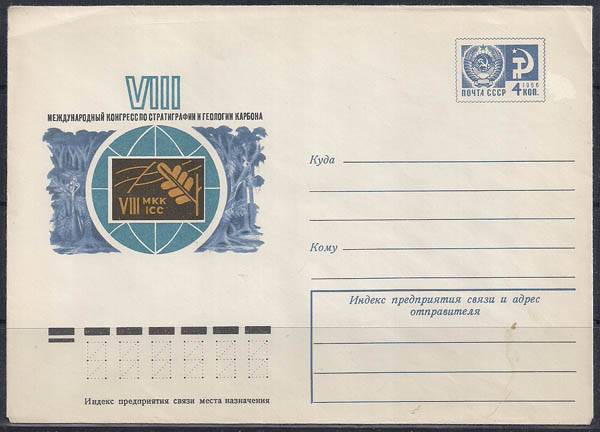 VIII
МЕЖДУНАРОДНЫЙ КОНГРЕСС ПО СТРАТИГРАФИИ И ГЕОЛОГИИ КАРБОНА
VIII МКК
ICC
1966
ПОЧТА СССР 4 КОП.
Куда
Кому
Индекс предприятия связи и адрес
отправителя
Индекс предприятия связи места назначения